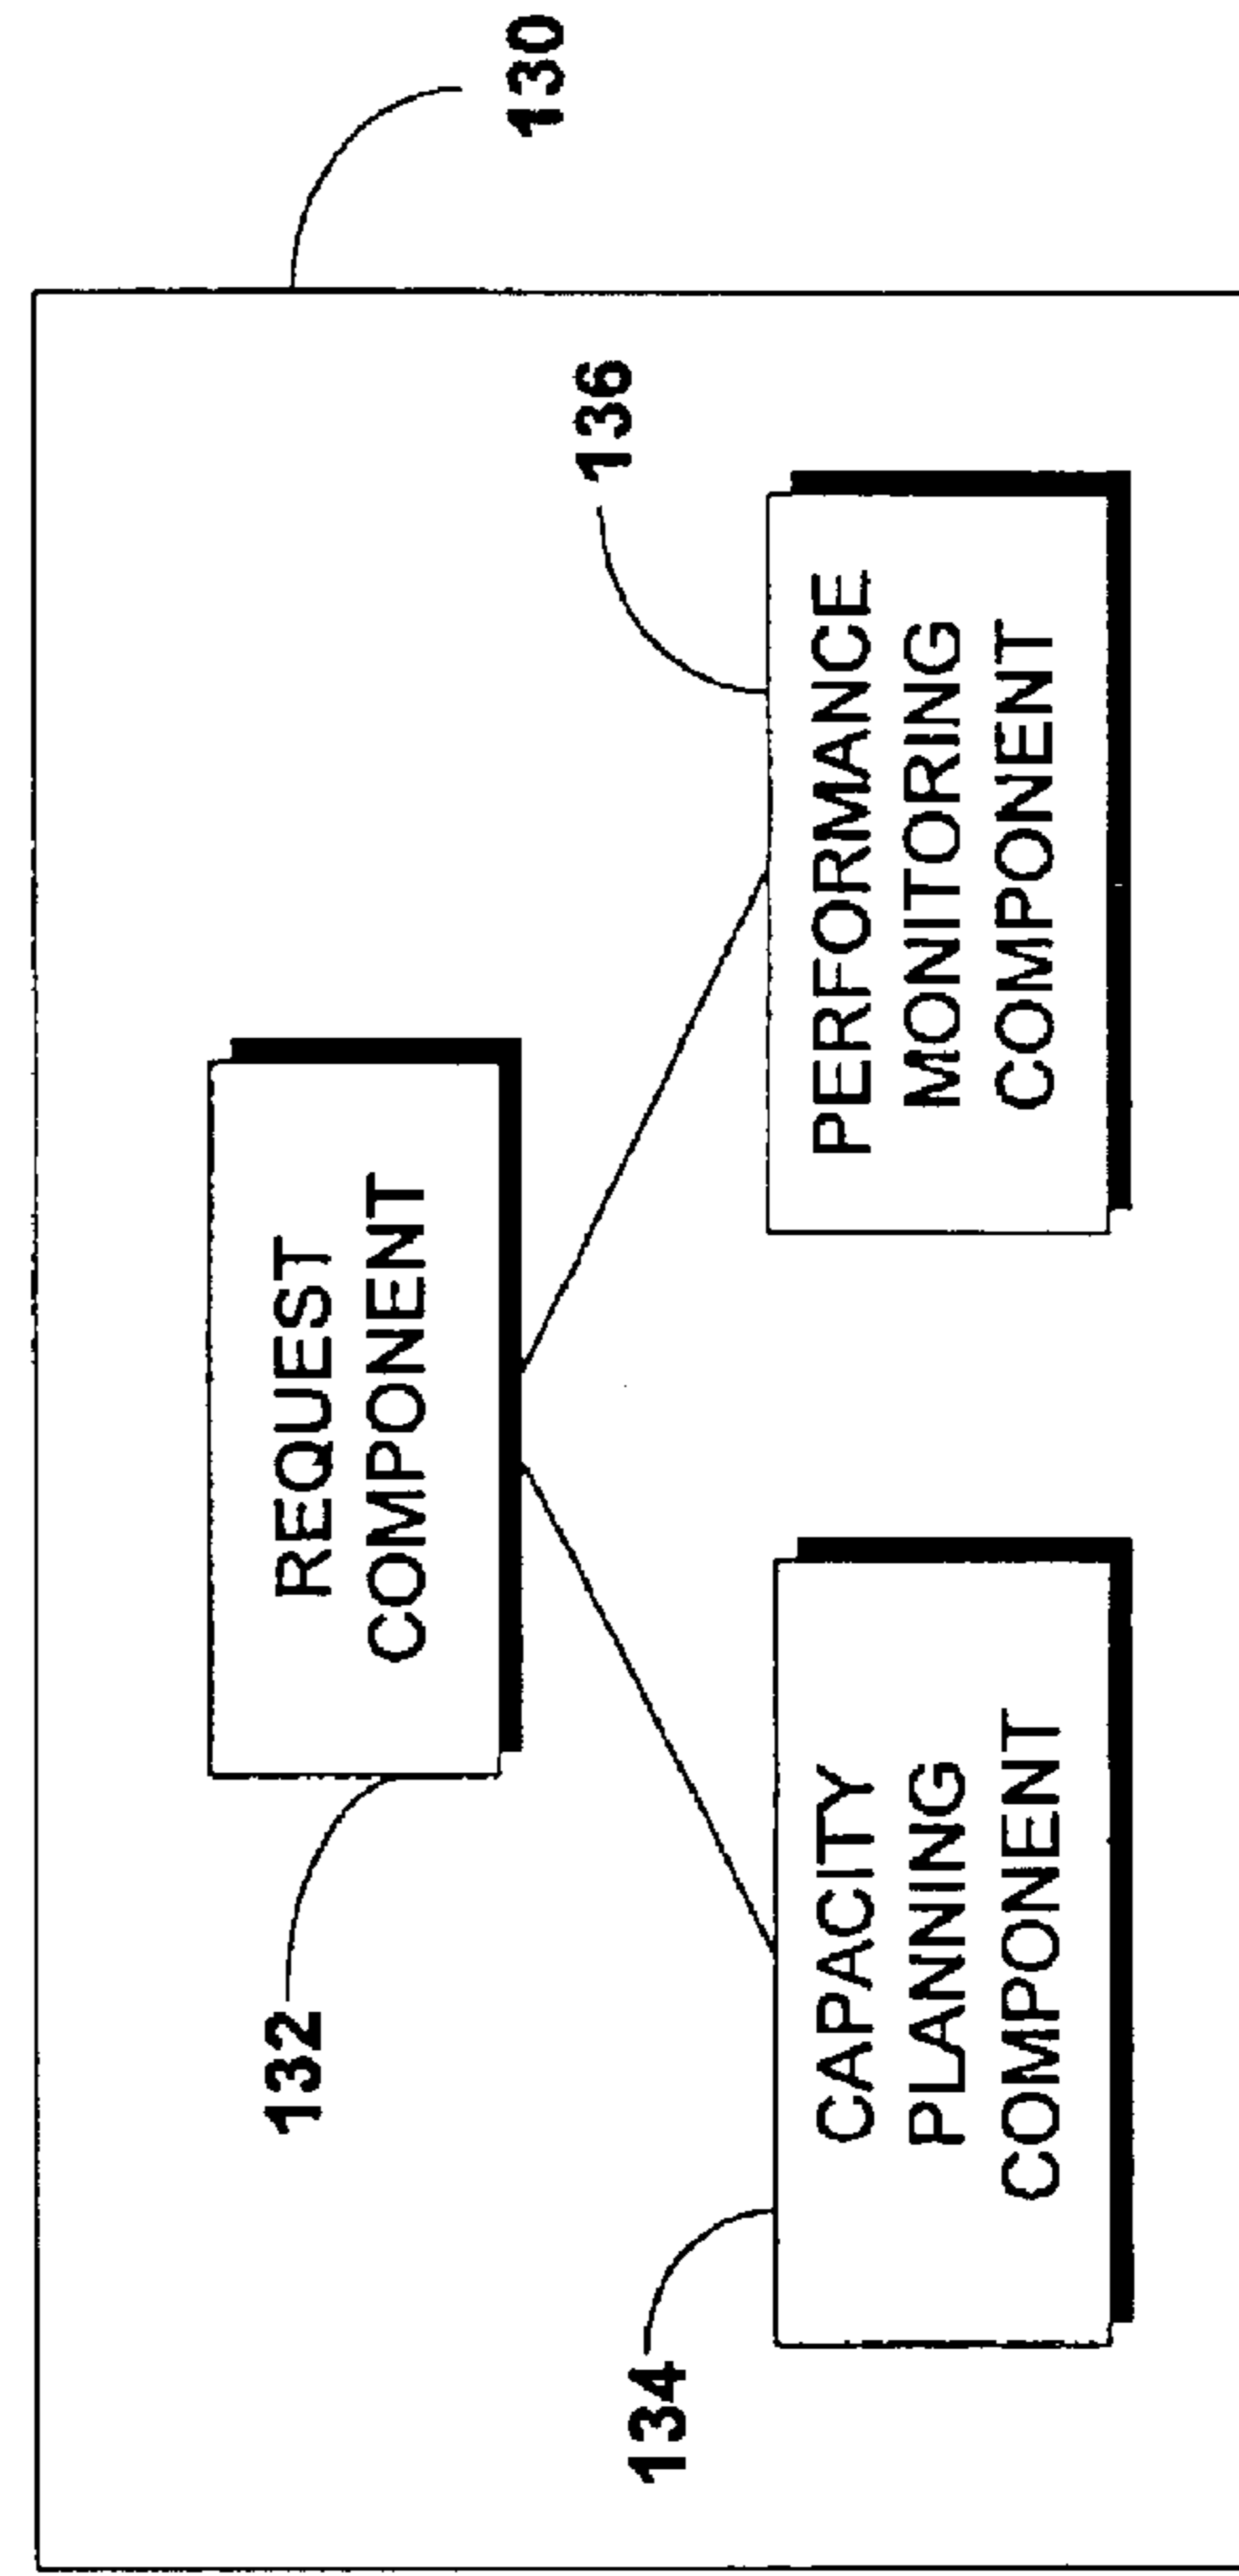 130
132
REQUEST
COMPONENT
136
134
CAPACITY
PLANNING
COMPONENT
PERFORMANCE
MONITORING
COMPONENT